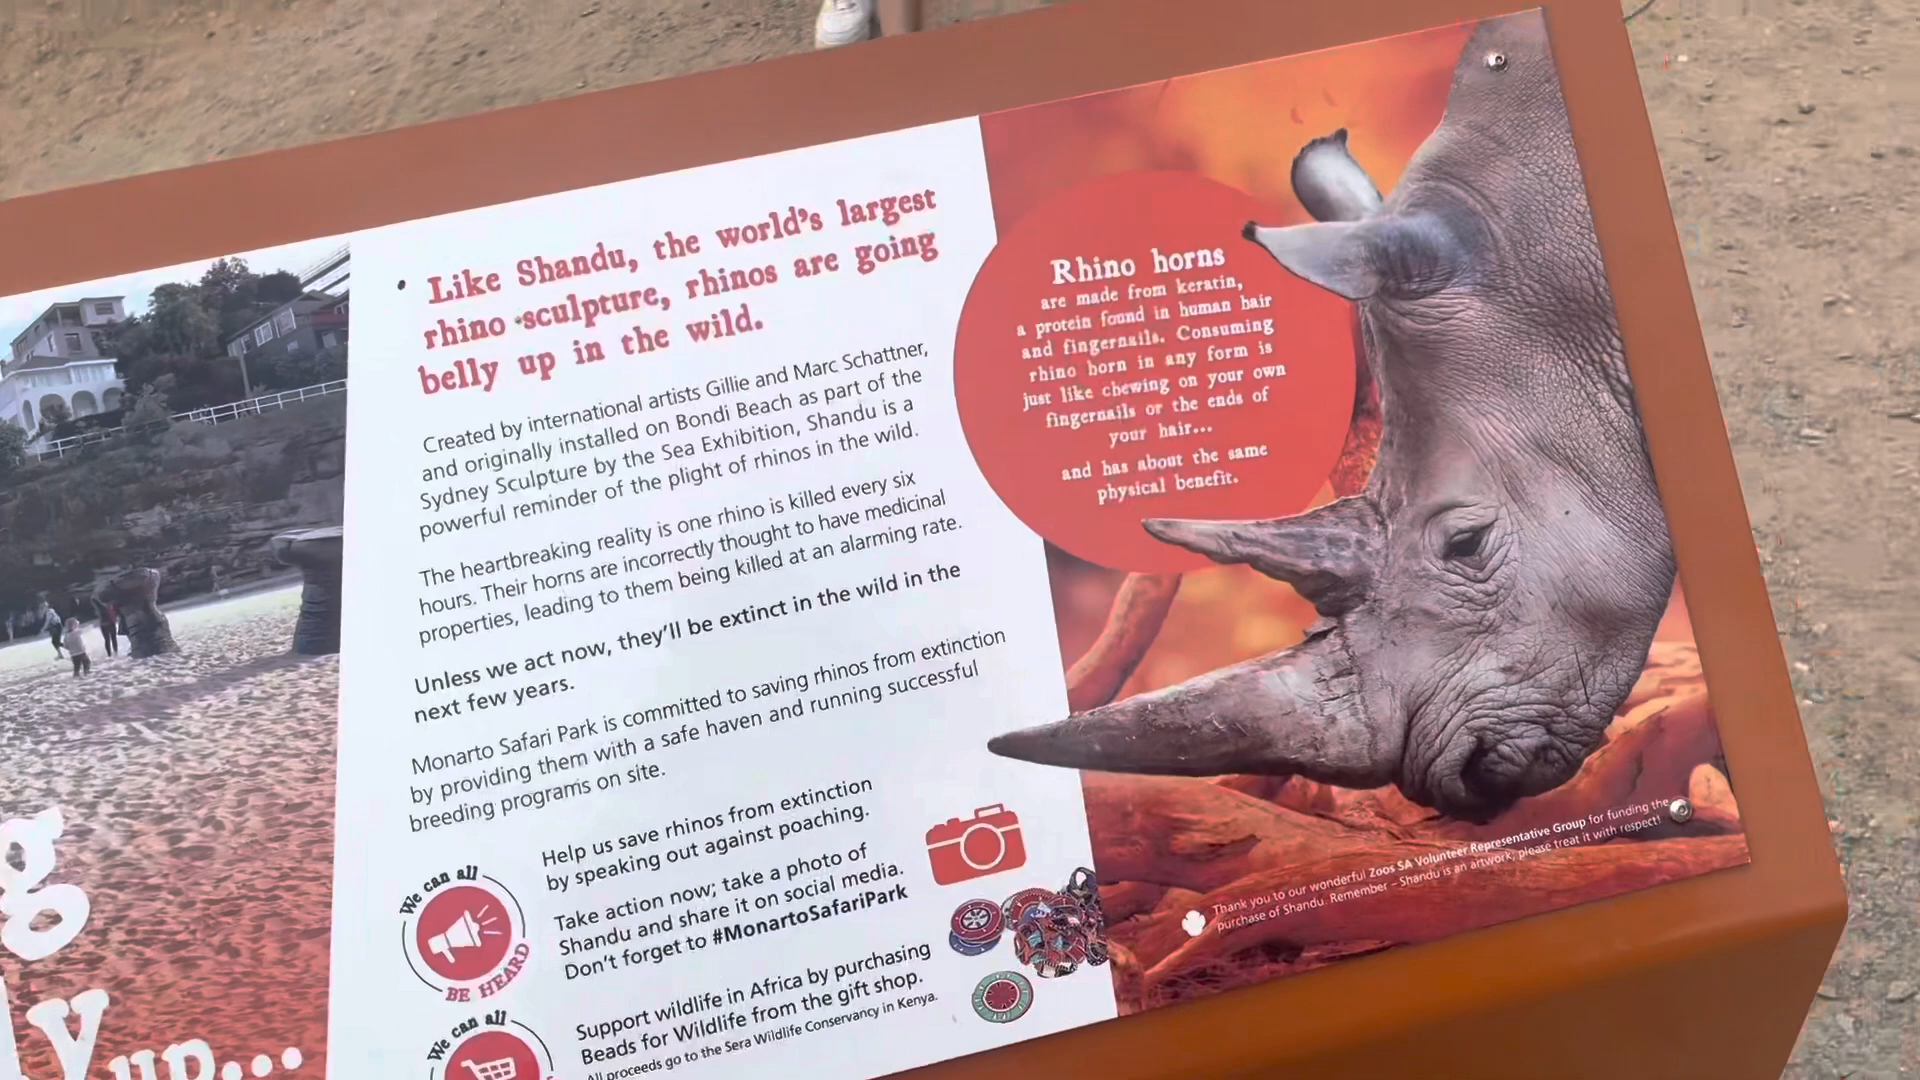 g
y up...
Like Shandu, the world's largest
rhino sculpture, rhinos are going
belly up in the wild.
Created by international artists Gillie and Marc Schattner,
and originally installed on Bondi Beach as part of the
Sydney Sculpture by the Sea Exhibition, Shandu is a
powerful reminder of the plight of rhinos in the wild.
The heartbreaking reality is one rhino is killed every six
hours. Their horns are incorrectly thought to have medicinal
properties, leading to them being killed at an alarming rate.
Unless we act now, they'll be extinct in the wild in the
next few years.
Monarto Safari Park is committed to saving rhinos from extinction
by providing them with a safe haven and running successful
breeding programs on site.
We can all
BE HEARD
Help us save rhinos from extinction
by speaking out against poaching.
Take action now; take a photo of
Shandu and share it on social media.
Don't forget to #MonartoSafariPark
We can all
Support wildlife in Africa by purchasing
Beads for Wildlife from the gift shop.
All proceeds go to the Sera Wildlife Conservancy in Kenya.
Rhino horns
are made from keratin,
a protein found in human hair
and fingernails. Consuming
rhino horn in any form is
just like chewing on your own
fingernails or the ends of
your hair...
and has about the same
physical benefit.
Thank you to our wonderful Zoos SA Volunteer Representative Group for funding the
purchase of Shandu. Remember – Shandu is an artwork; please treat it with respect!